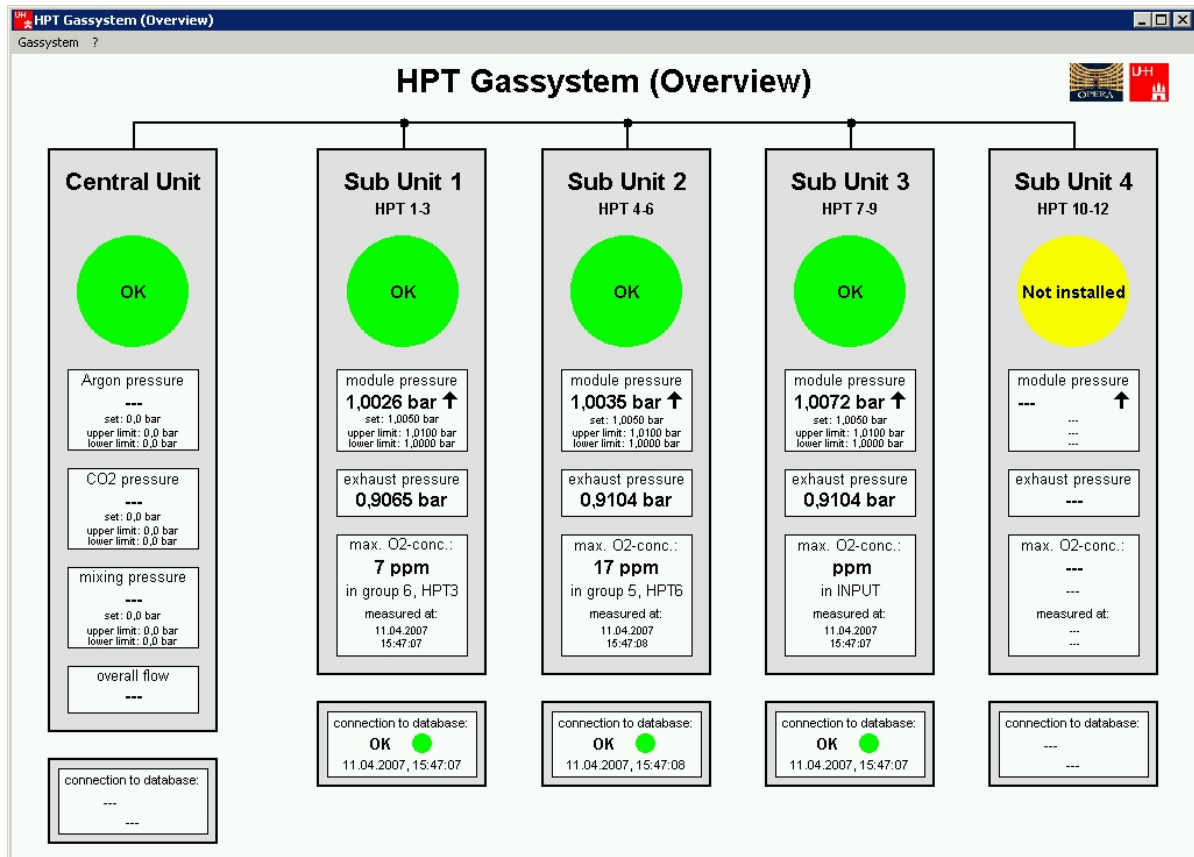 HPT Gassystem (Overview)
Gassystem ?
HPT Gassystem (Overview)
OPERA
UH
Central Unit
OK
Argon pressure
---
set: 0,0 bar
upper limit: 0,0 bar
lower limit: 0,0 bar
CO2 pressure
---
set: 0,0 bar
upper limit: 0,0 bar
lower limit: 0,0 bar
mixing pressure
---
set: 0,0 bar
upper limit: 0,0 bar
lower limit: 0,0 bar
overall flow
---
connection to database:
---
---
Sub Unit 1
HPT 1-3
OK
module pressure
1,0026 bar ↑
set: 1,0050 bar
upper limit: 1,0100 bar
lower limit: 1,0000 bar
exhaust pressure
0,9065 bar
max. O2-conc.:
7 ppm
in group 6, HPT3
measured at:
11.04.2007
15:47:07
connection to database:
OK
11.04.2007, 15:47:07
Sub Unit 2
HPT 4-6
OK
module pressure
1,0035 bar ↑
set: 1,0050 bar
upper limit: 1,0100 bar
lower limit: 1,0000 bar
exhaust pressure
0,9104 bar
max. O2-conc.:
17 ppm
in group 5, HPT6
measured at:
11.04.2007
15:47:08
connection to database:
OK
11.04.2007, 15:47:08
Sub Unit 3
HPT 7-9
OK
module pressure
1,0072 bar ↑
set: 1,0050 bar
upper limit: 1,0100 bar
lower limit: 1,0000 bar
exhaust pressure
0,9104 bar
max. O2-conc.:
ppm
in INPUT
measured at:
11.04.2007
15:47:07
connection to database:
OK
11.04.2007, 15:47:07
Sub Unit 4
HPT 10-12
Not installed
module pressure
--- ↑
---
---
---
exhaust pressure
---
max. O2-conc.:
---
---
measured at:
---
---
connection to database:
---
---